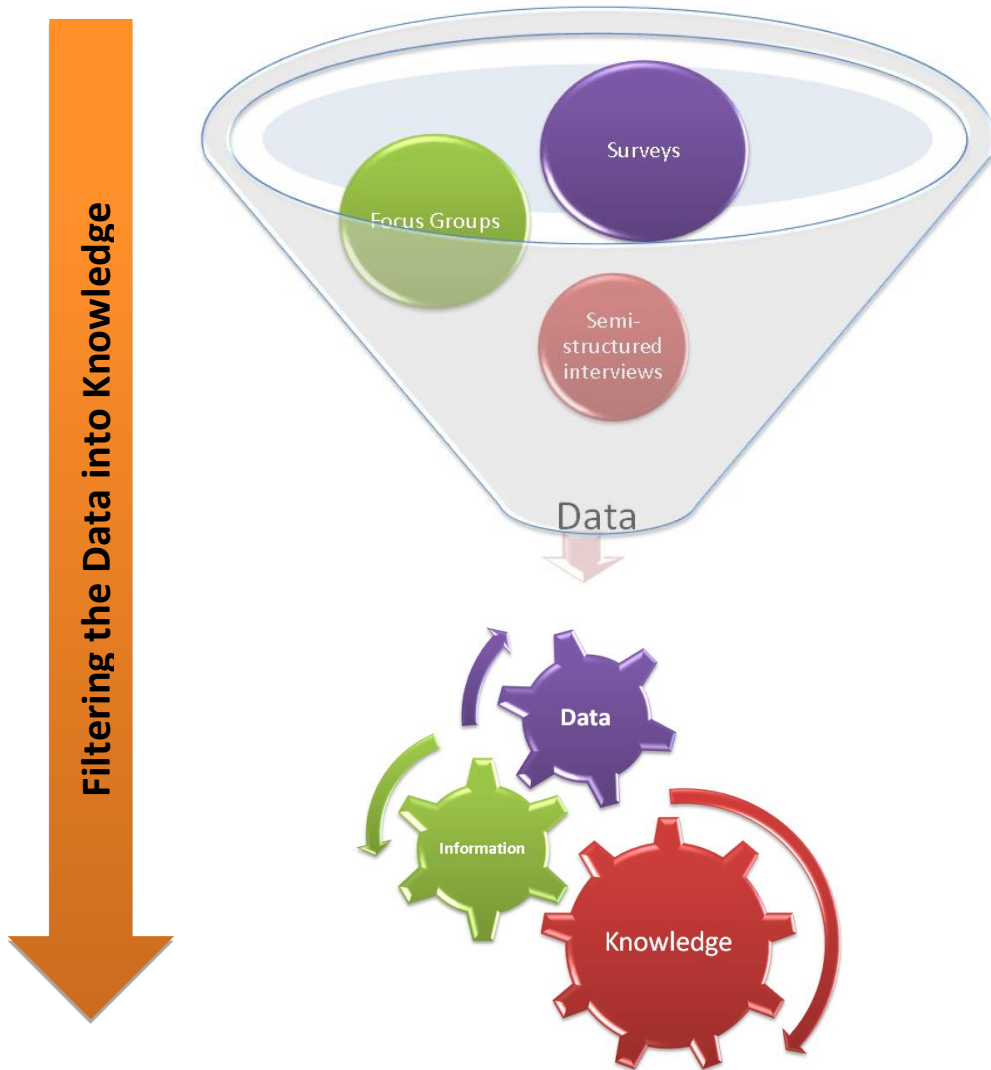 Filtering the Data into Knowledge
Surveys
Focus Groups
Semi-
structured
interviews
Data
Data
Information
Knowledge